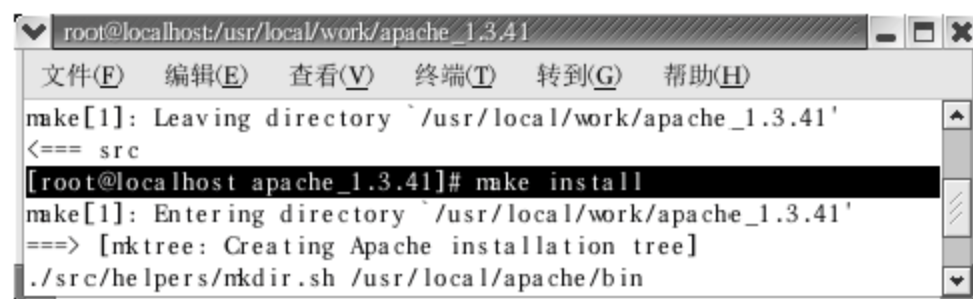 root@localhost:/usr/local/work/apache_1.3.41
文件(F) 编辑(E) 查看(V) 终端(T) 转到(G) 帮助(H)
make[1]: Leaving directory `/usr/local/work/apache_1.3.41'
<=== src
[root@localhost apache_1.3.41]# make install
make[1]: Entering directory `/usr/local/work/apache_1.3.41'
===> [mktree: Creating Apache installation tree]
./src/helpers/mkdir.sh /usr/local/apache/bin